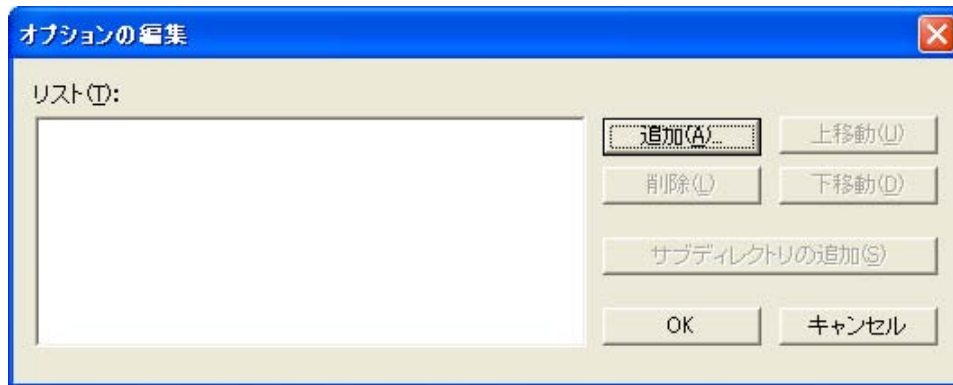 オプションの編集
リスト(T):
追加(A)... 上移動(U)
削除(L) 下移動(D)
サブディレクトリの追加(S)
OK キャンセル